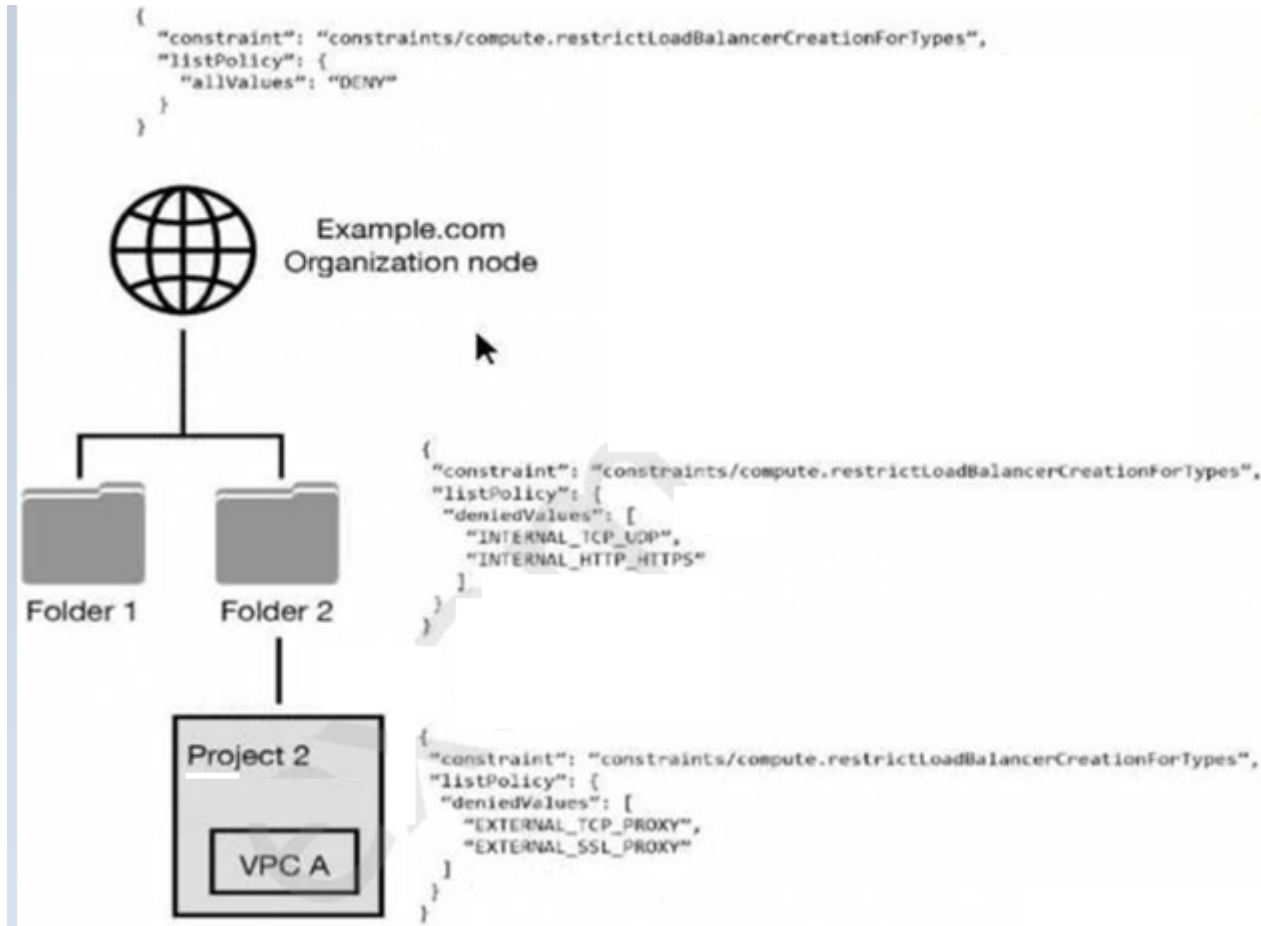 {
"constraint": "constraints/compute.restrictLoadBalancerCreationForTypes",
"listPolicy": {
"allValues": "DENY"
}
}
Example.com
Organization node
{
"constraint": "constraints/compute.restrictLoadBalancerCreationForTypes",
"listPolicy": {
"deniedValues": [
"INTERNAL_TCP_UDP",
"INTERNAL_HTTP_HTTPS"
]
}
}
Folder 1
Folder 2
Project 2
VPC A
{
"constraint": "constraints/compute.restrictLoadBalancerCreationForTypes",
"listPolicy": {
"deniedValues": [
"EXTERNAL_TCP_PROXY",
"EXTERNAL_SSL_PROXY"
]
}
}